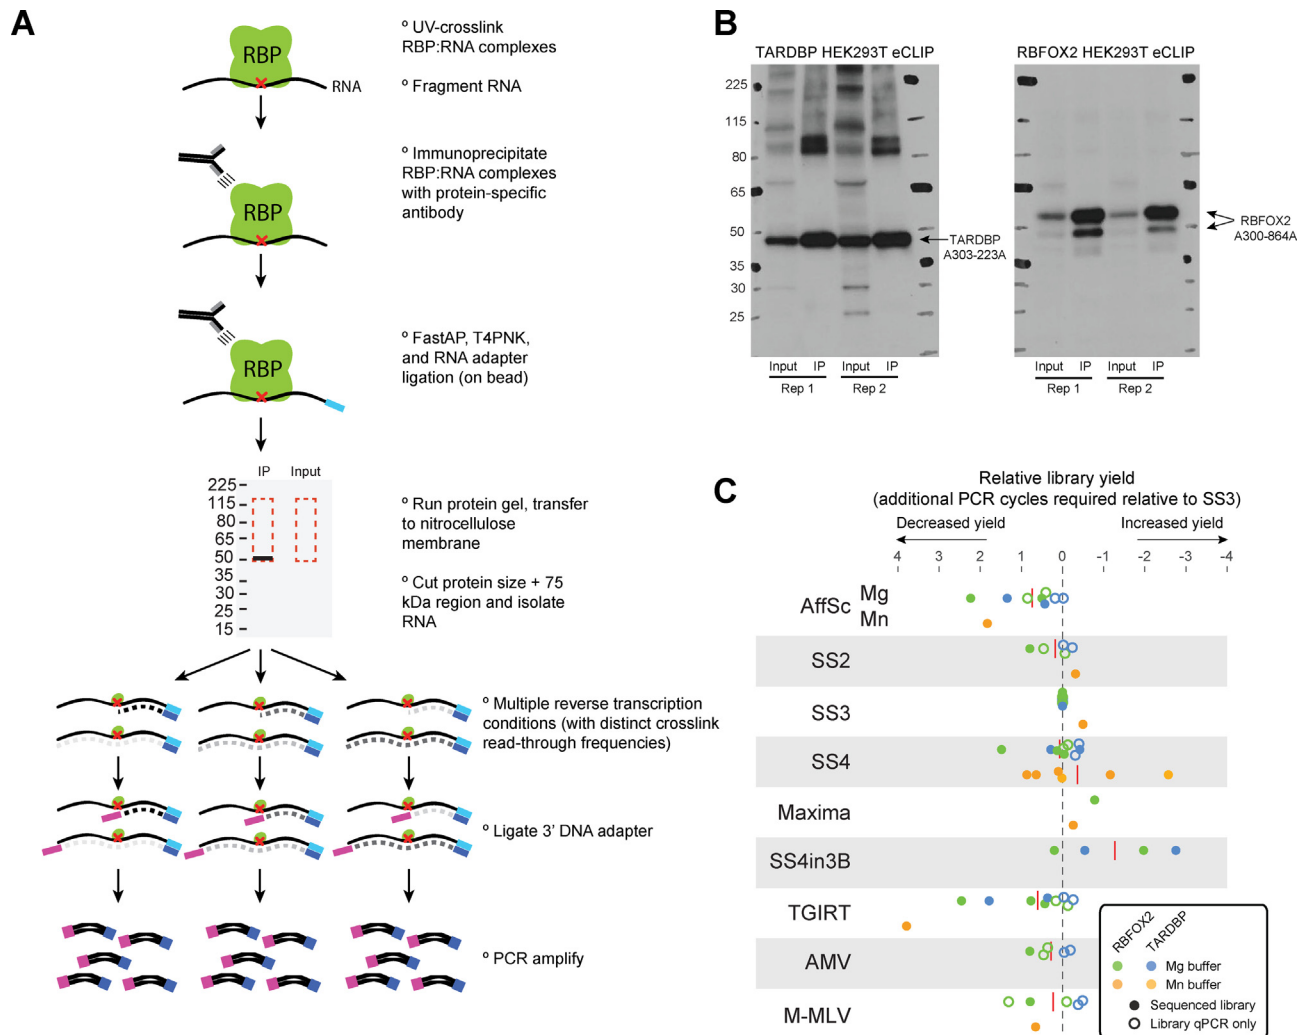 A
RBP
RNA
º UV-crosslink
RBP:RNA complexes
º Fragment RNA
RBP
º Immunoprecipitate
RBP:RNA complexes
with protein-specific
antibody
RBP
º FastAP, T4PNK,
and RNA adapter
ligation (on bead)
IP Input
225
115
80
65
50
35
30
25
15
º Run protein gel, transfer
to nitrocellulose
membrane
º Cut protein size + 75
kDa region and isolate
RNA
º Multiple reverse transcription
conditions (with distinct crosslink
read-through frequencies)
º Ligate 3' DNA adapter
º PCR amplify
B
TARDBP HEK293T eCLIP
225
115
80
65
50
35
30
25
TARDBP
A303-223A
Input IP Input IP
Rep 1 Rep 2
RBFOX2 HEK293T eCLIP
RBFOX2
A300-864A
Input IP Input IP
Rep 1 Rep 2
C
Relative library yield
(additional PCR cycles required relative to SS3)
Decreased yield Increased yield
4 3 2 1 0 -1 -2 -3 -4
AffSc Mg
Mn
SS2
SS3
SS4
Maxima
SS4in3B
TGIRT
AMV
M-MLV
RBFOX2 TARDBP
Mg buffer
Mn buffer
Sequenced library
Library qPCR only